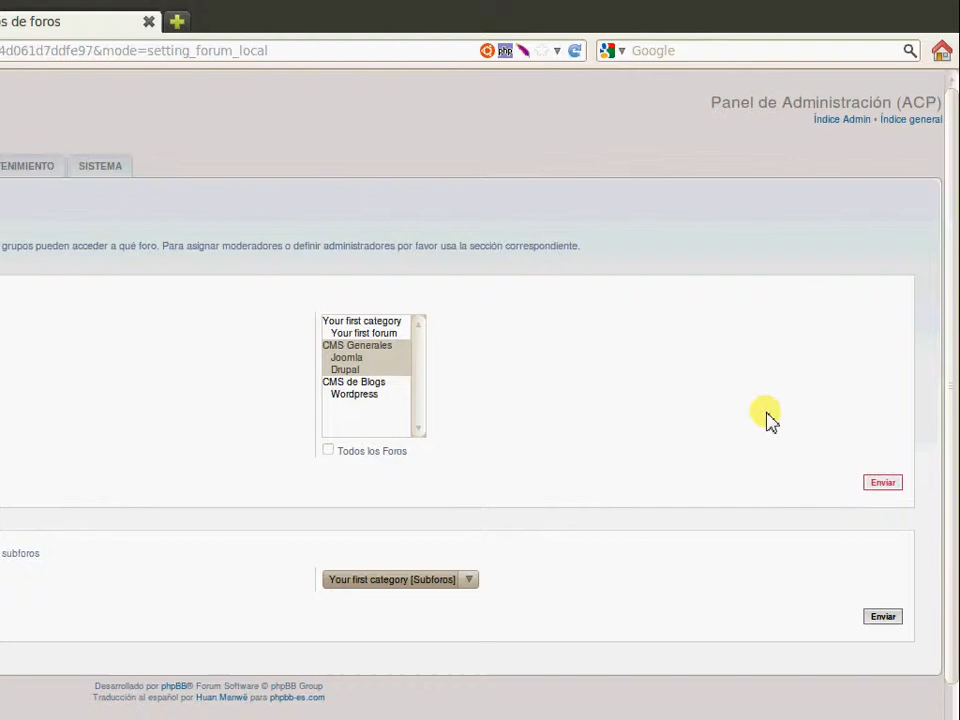 s de foros
4d061d7ddfe97&mode=setting_forum_local
php
Google
Panel de Administración (ACP)
Índice Admin • Índice general
TENIMIENTO
SISTEMA
grupos pueden acceder a qué foro. Para asignar moderadores o definir administradores por favor usa la sección correspondiente.
Your first category
Your first forum
CMS Generales
Joomla
Drupal
CMS de Blogs
Wordpress
Todos los Foros
Enviar
subforos
Your first category [Subforos]
Enviar
Desarrollado por phpBB® Forum Software © phpBB Group
Traducción al español por Huan Manwë para phpbb-es.com